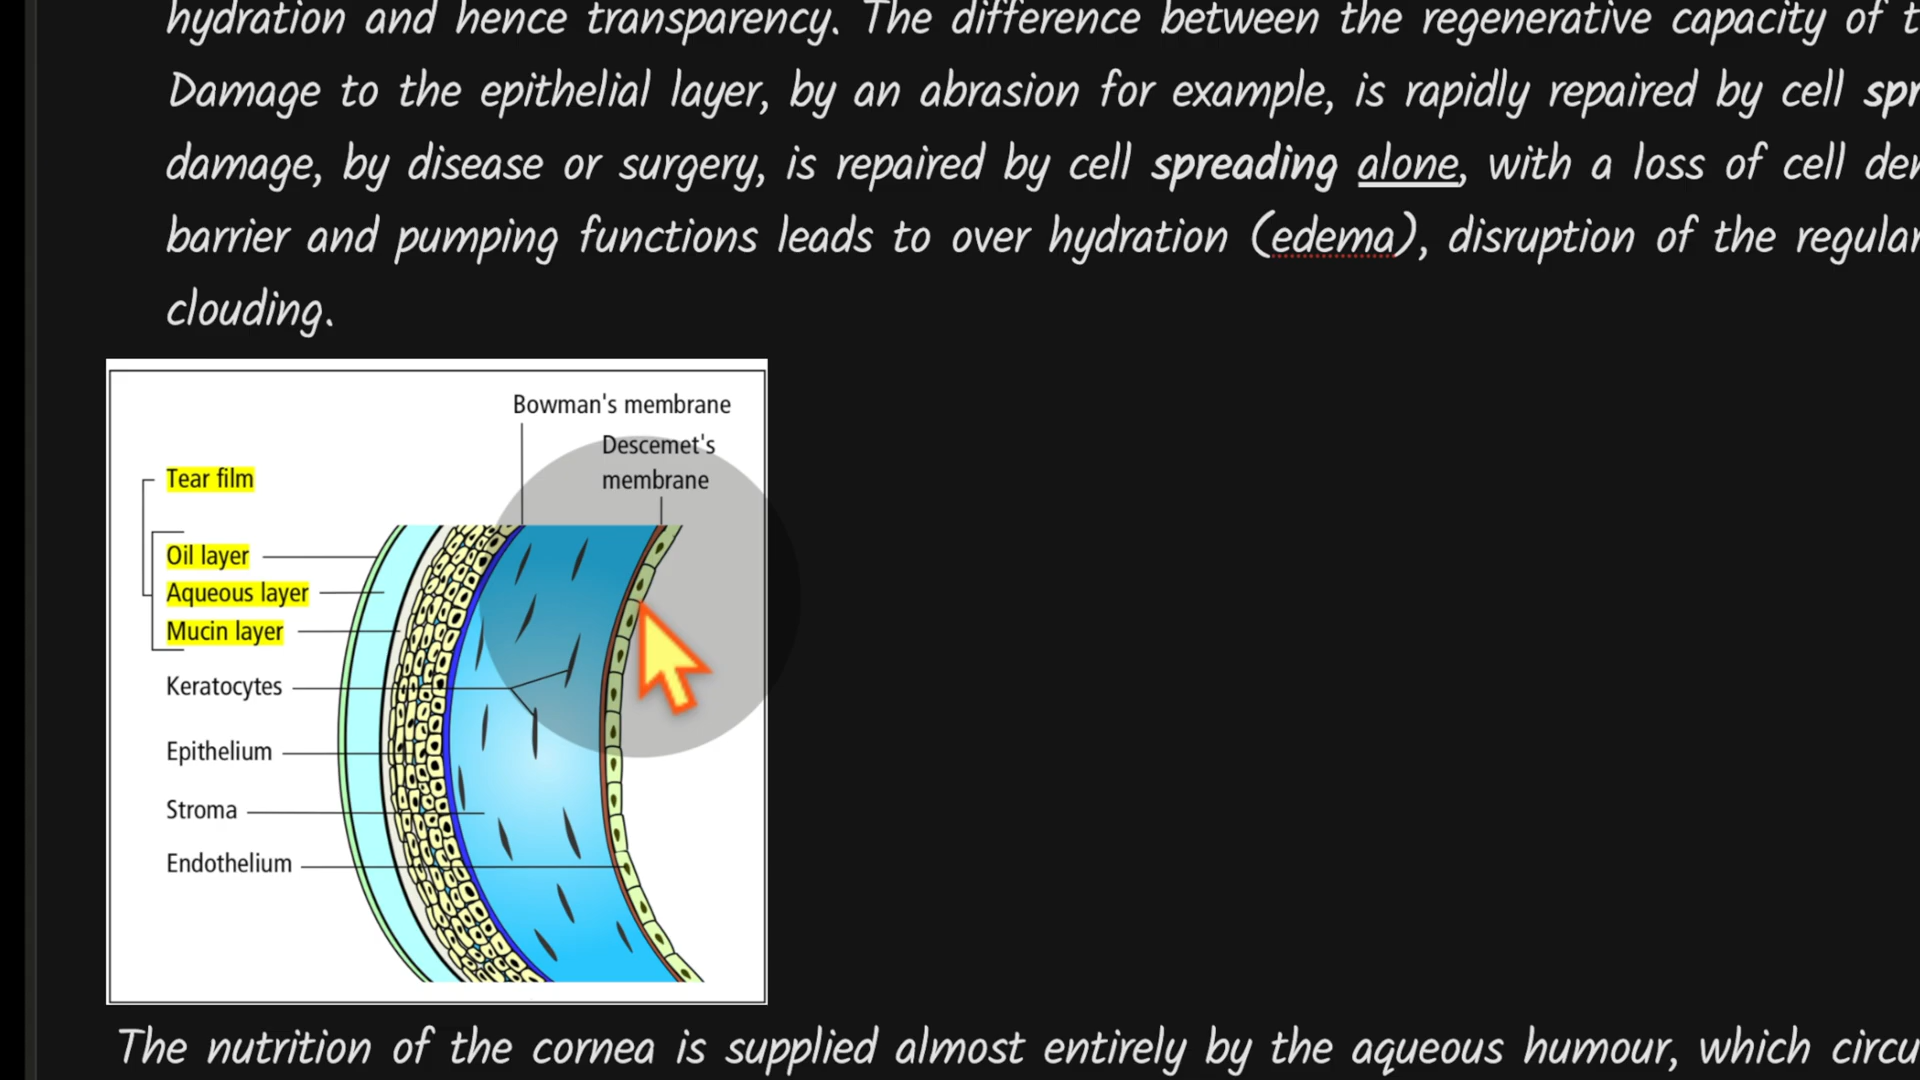 hydration and hence transparency. The difference between the regenerative capacity of t
Damage to the epithelial layer, by an abrasion for example, is rapidly repaired by cell spr
damage, by disease or surgery, is repaired by cell spreading alone, with a loss of cell den
barrier and pumping functions leads to over hydration (edema), disruption of the regular
clouding.
Bowman's membrane
Descemet's
membrane
Tear film
Oil layer
Aqueous layer
Mucin layer
Keratocytes
Epithelium
Stroma
Endothelium
The nutrition of the cornea is supplied almost entirely by the aqueous humour, which circu